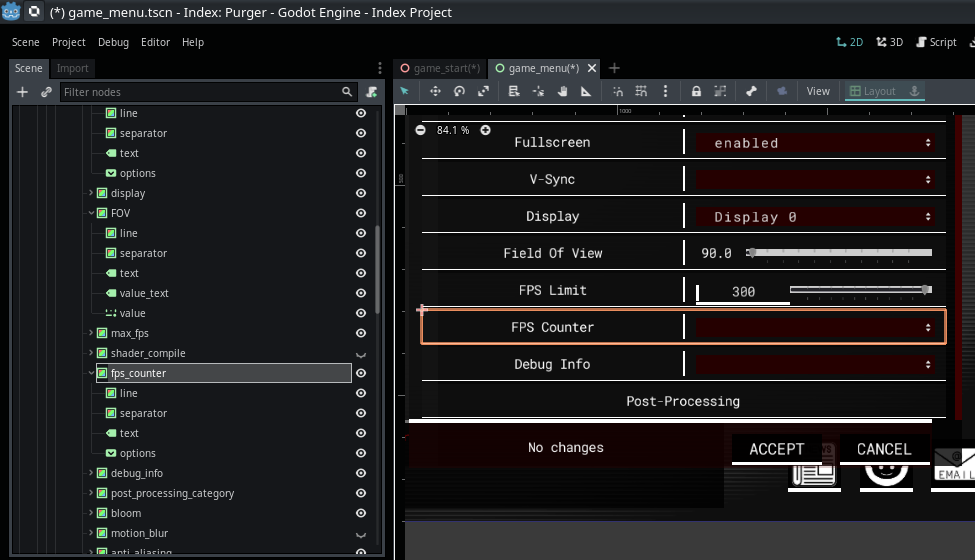 (*) game_menu.tscn - Index: Purger - Godot Engine - Index Project
Scene Project Debug Editor Help
2D 3D Script
Scene Import
game_start(*) game_menu(*)
Filter nodes
View Layout
line
separator
text
options
display
FOV
line
separator
text
value_text
value
max_fps
shader_compile
fps_counter
line
separator
text
options
debug_info
post_processing_category
bloom
motion_blur
anti-aliasing
1000
500
84.1 %
Fullscreen enabled
V-Sync
Display Display 0
Field Of View 90.0
FPS Limit 300
FPS Counter
Debug Info
Post-Processing
No changes ACCEPT CANCEL
EMAIL